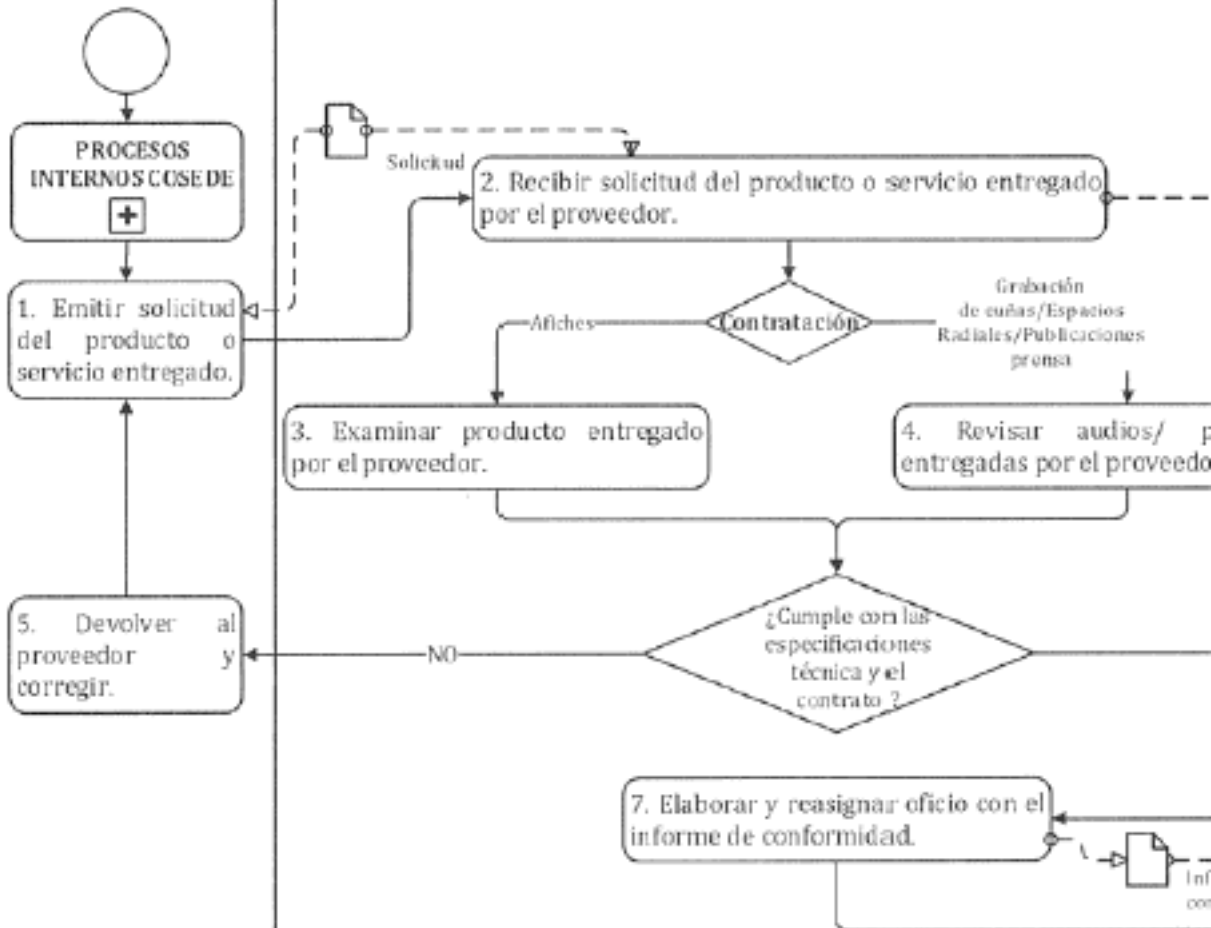 PROCESOS
INTERNOS COSEDE
Solicitud
2. Recibir solicitud del producto o servicio entregado
por el proveedor.
1. Emitir solicitud
del producto o
servicio entregado.
Afiches
Contratación
Grabación
de cuñas/Espacios
Radiales/Publicaciones
prensa
3. Examinar producto entregado
por el proveedor.
4. Revisar audios/ p
entregadas por el proveedo
5. Devolver al
proveedor y
corregir.
NO
¿Cumple con las
especificaciones
técnica y el
contrato ?
7. Elaborar y reasignar oficio con el
informe de conformidad.
Inf
con